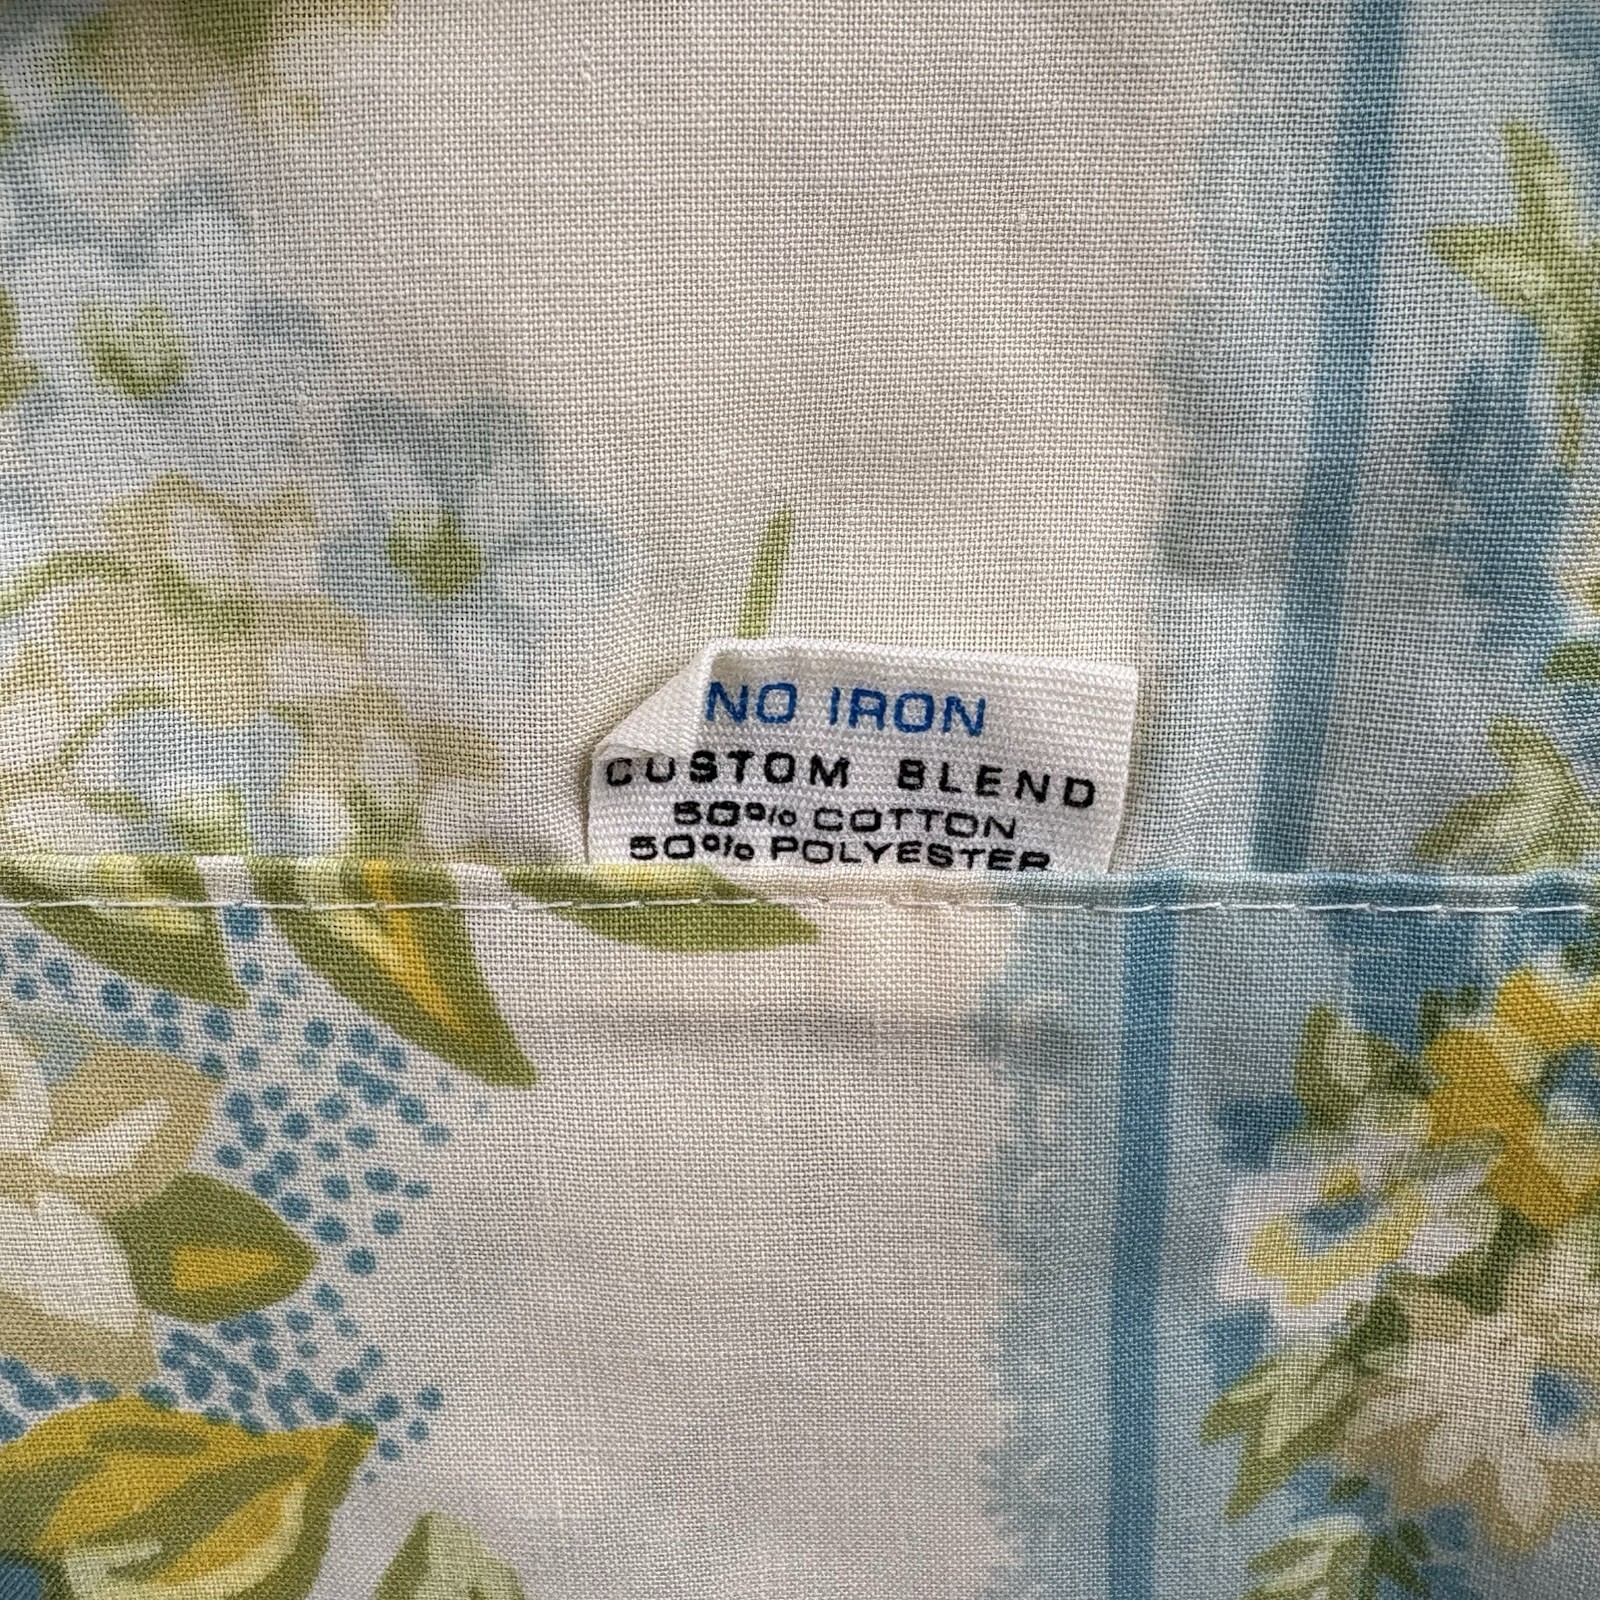 NO IRON
CUSTOM BLEND
50% COTTON
50% POLYESTER